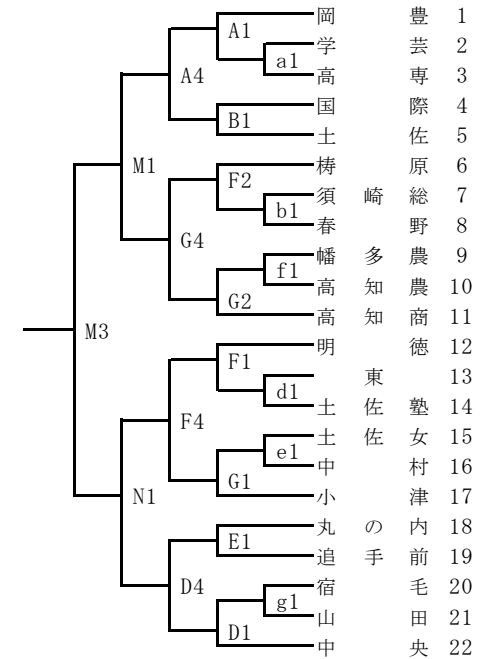 岡豊 1
A1
学芸 2
a1
高専 3
A4
国際 4
B1
土佐 5
M1
梼原 6
F2
須崎総 7
b1
春野 8
G4
幡多農 9
f1
高知農 10
G2
高知商 11
M3
明徳 12
F1
東 13
d1
土佐塾 14
F4
土佐女 15
e1
中村 16
G1
小津 17
N1
丸の内 18
E1
追手前 19
D4
宿毛 20
g1
山田 21
D1
中央 22